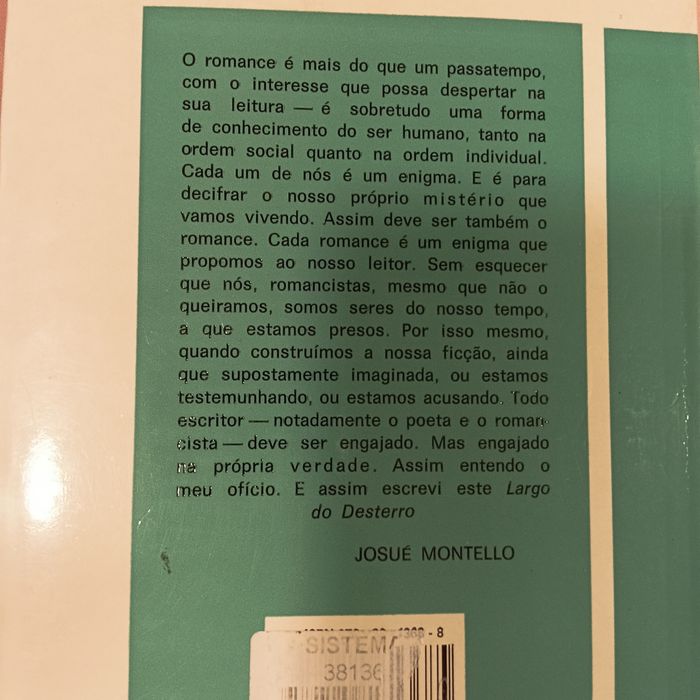 O romance é mais do que um passatempo,
com o interesse que possa despertar na
sua leitura — é sobretudo uma forma
de conhecimento do ser humano, tanto na
ordem social quanto na ordem individual.
Cada um de nós é um enigma. E é para
decifrar o nosso próprio mistério que
vamos vivendo. Assim deve ser também o
romance. Cada romance é um enigma que
propomos ao nosso leitor. Sem esquecer
que nós, romancistas, mesmo que não o
queiramos, somos seres do nosso tempo,
a que estamos presos. Por isso mesmo,
quando construímos a nossa ficção, ainda
que supostamente imaginada, ou estamos
testemunhando, ou estamos acusando. Todo
escritor — notadamente o poeta e o roman-
cista — deve ser engajado. Mas engajado
na própria verdade. Assim entendo o
meu ofício. E assim escrevi este Largo
do Desterro
JOSUÉ MONTELLO
- 8
SISTEMA
38136